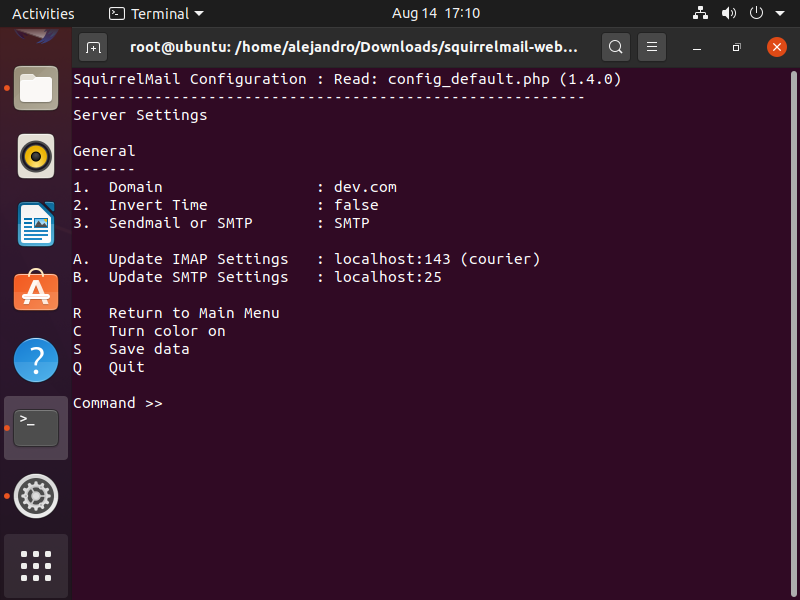 Activities Terminal Aug 14 17:10
root@ubuntu: /home/alejandro/Downloads/squirrelmail-web…
SquirrelMail Configuration : Read: config_default.php (1.4.0)
---------------------------------------------------------
Server Settings
General
-------
1.  Domain                 : dev.com
2.  Invert Time            : false
3.  Sendmail or SMTP       : SMTP
A.  Update IMAP Settings   : localhost:143 (courier)
B.  Update SMTP Settings   : localhost:25
R   Return to Main Menu
C   Turn color on
S   Save data
Q   Quit
Command >>